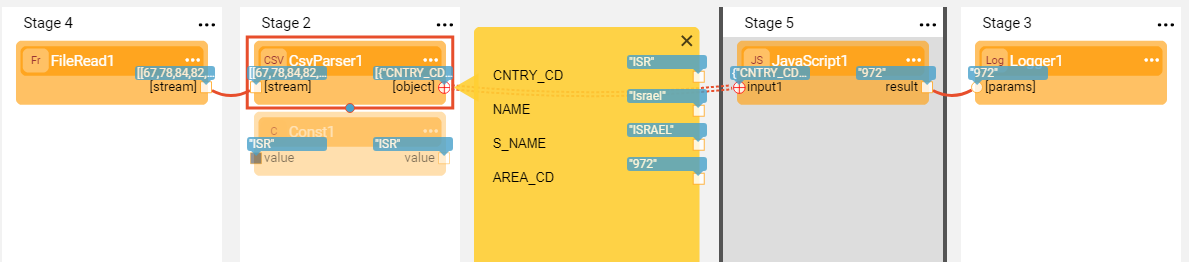 Stage 4
Fr FileRead1
[[67,78,84,82,...
[stream]
Stage 2
CSV CsvParser1
[[67,78,84,82,... [{"CNTRY_CD...
[stream] [object]
C Const1
"ISR" "ISR"
value value
"ISR"
CNTRY_CD
"Israel"
NAME
"ISRAEL"
S_NAME
"972"
AREA_CD
Stage 5
JS JavaScript1
{"CNTRY_CD... "972"
input1 result
Stage 3
Log Logger1
"972"
[params]